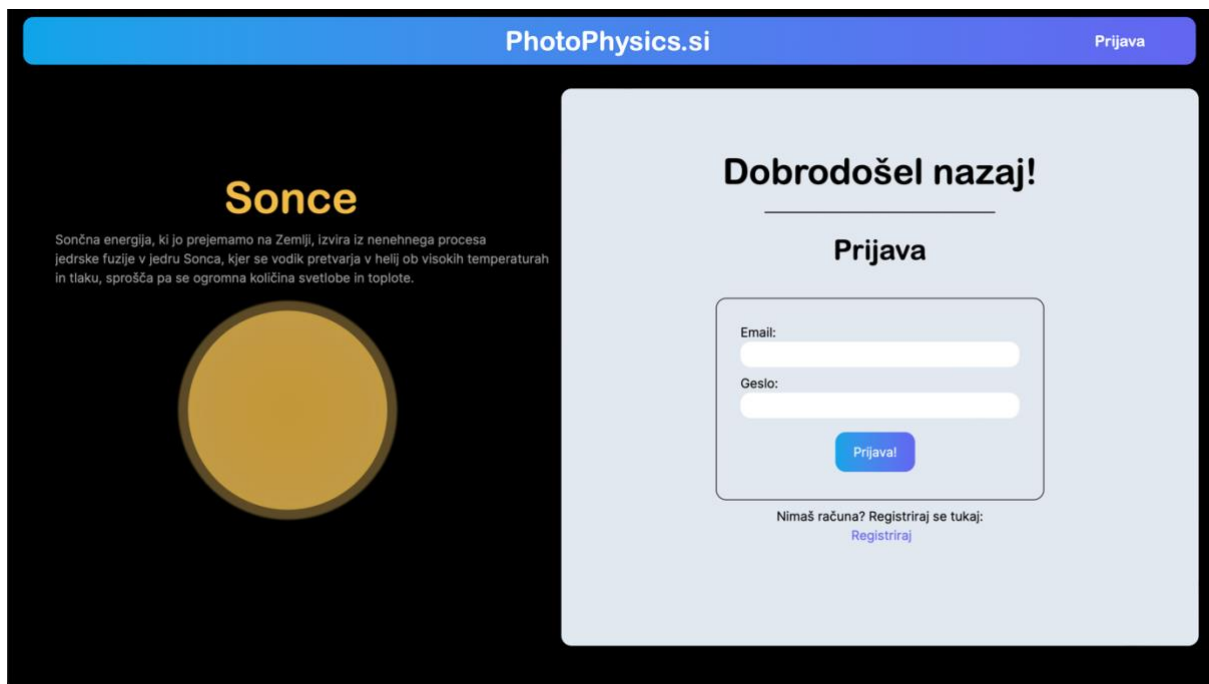 PhotoPhysics.si
Prijava
Sonce
Sončna energija, ki jo prejemamo na Zemlji, izvira iz nenehnega procesa
jedrske fuzije v jedru Sonca, kjer se vodik pretvarja v helij ob visokih temperaturah
in tlaku, sprošča pa se ogromna količina svetlobe in toplote.
Dobrodošel nazaj!
Prijava
Email:
Geslo:
Prijava!
Nimaš računa? Registriraj se tukaj:
Registriraj